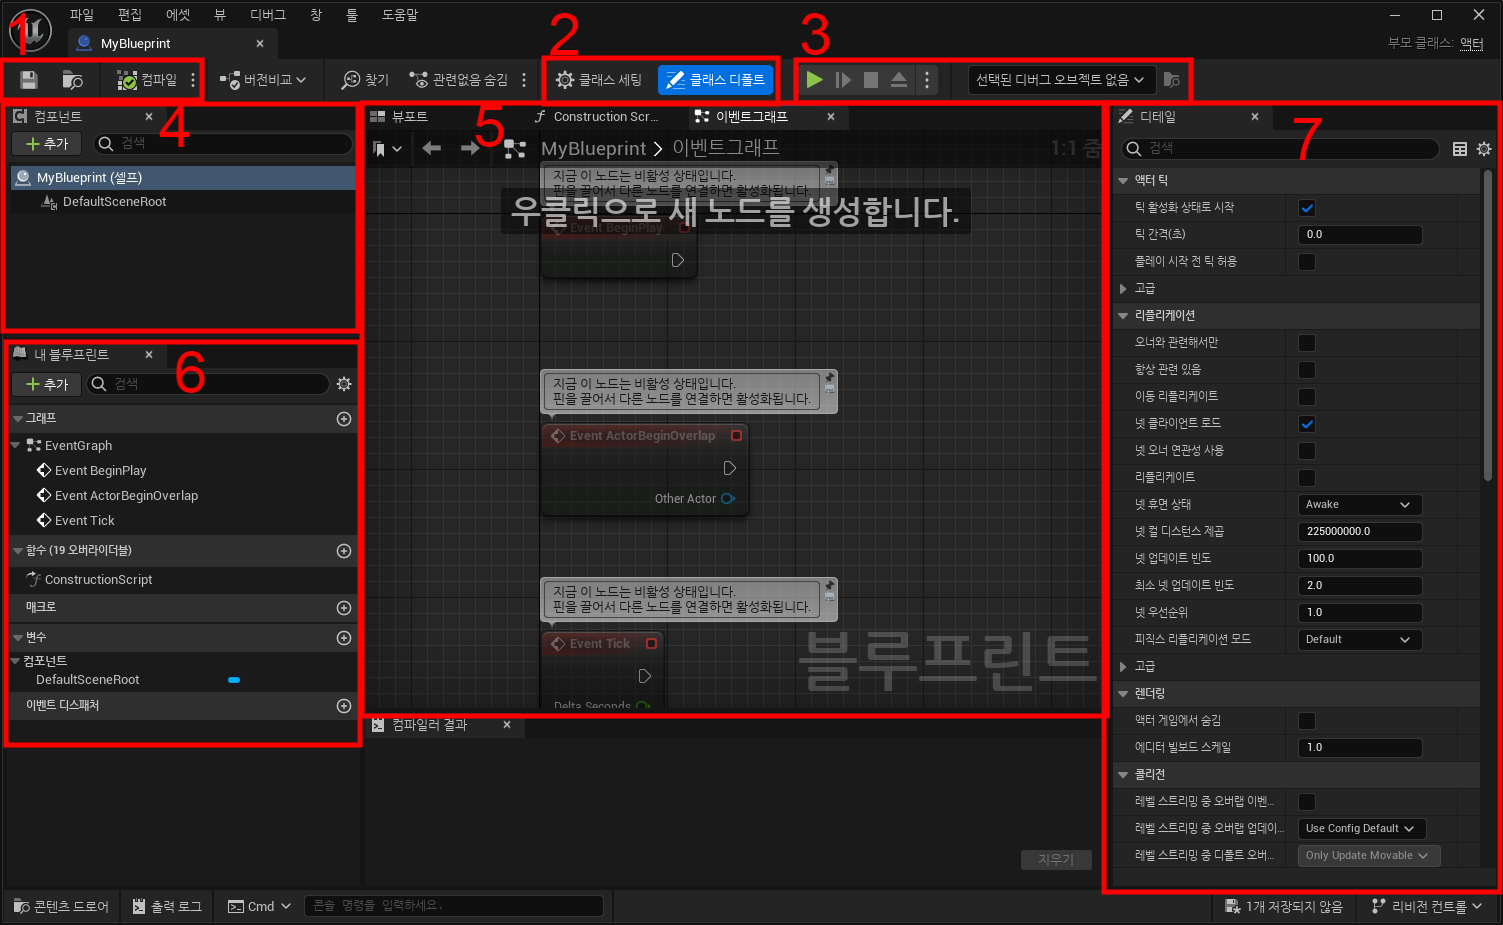 파일 편집 에셋 뷰 디버그 창 툴 도움말
1
2
3
MyBlueprint
부모 클래스: 액터
컴파일
버전비교
찾기
관련없음 숨김
클래스 세팅
클래스 디폴트
선택된 디버그 오브젝트 없음
컴포넌트
4
추가
검색
MyBlueprint (셀프)
DefaultSceneRoot
내 블루프린트
6
추가
검색
그래프
EventGraph
Event BeginPlay
Event ActorBeginOverlap
Event Tick
함수 (19 오버라이더블)
ConstructionScript
매크로
변수
컴포넌트
DefaultSceneRoot
이벤트 디스패처
뷰포트
5
Construction Scr...
이벤트그래프
MyBlueprint > 이벤트그래프
1:1 줌
지금 이 노드는 비활성 상태입니다.
핀을 끌어서 다른 노드를 연결하면 활성화됩니다.
우클릭으로 새 노드를 생성합니다.
Event BeginPlay
지금 이 노드는 비활성 상태입니다.
핀을 끌어서 다른 노드를 연결하면 활성화됩니다.
Event ActorBeginOverlap
Other Actor
지금 이 노드는 비활성 상태입니다.
핀을 끌어서 다른 노드를 연결하면 활성화됩니다.
Event Tick
Delta Seconds
블루프린트
컴파일러 결과
지우기
디테일
7
검색
액터 틱
틱 활성화 상태로 시작
틱 간격(초) 0.0
플레이 시작 전 틱 허용
고급
리플리케이션
오너와 관련해서만
항상 관련 있음
이동 리플리케이트
넷 클라이언트 로드
넷 오너 연관성 사용
리플리케이트
넷 휴면 상태 Awake
넷 컬 디스턴스 제곱 225000000.0
넷 업데이트 빈도 100.0
최소 넷 업데이트 빈도 2.0
넷 우선순위 1.0
피직스 리플리케이션 모드 Default
고급
렌더링
액터 게임에서 숨김
에디터 빌보드 스케일 1.0
콜리전
레벨 스트리밍 중 오버랩 이벤...
레벨 스트리밍 중 오버랩 업데이... Use Config Default
레벨 스트리밍 중 디폴트 오버... Only Update Movable
콘텐츠 드로어
출력 로그
Cmd
콘솔 명령을 입력하세요.
1개 저장되지 않음
리비전 컨트롤